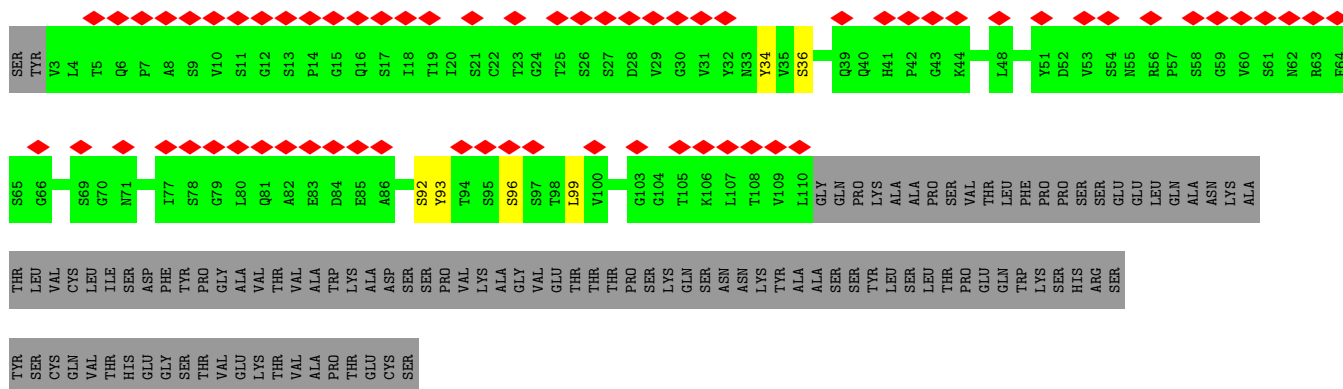 SER TYR V3 L4 T5 Q6 P7 A8 S9 V10 S11 G12 S13 P14 G15 Q16 S17 I18 T19 I20 S21 C22 T23 G24 T25 S26 S27 D28 V29 G30 V31 Y32 N33 Y34 V35 S36 Q39 Q40 H41 P42 G43 K44 L48 Y51 D52 V53 S54 N55 R56 P57 S58 G59 V60 S61 N62 R63 F64
S65 G66 S69 G70 N71 I77 S78 G79 L80 Q81 A82 E83 D84 E85 A86 S92 Y93 T94 S95 S96 S97 T98 L99 V100 G103 G104 T105 K106 L107 T108 V109 L110 GLY GLN PRO LYS ALA ALA PRO SER VAL THR LEU PHE PRO PRO SER SER GLU GLU LEU GLN ALA ASN LYS ALA
THR LEU VAL CYS LEU ILE SER ASP PHE TYR PRO GLY ALA VAL THR VAL ALA TRP LYS ALA ASP SER SER PRO VAL LYS ALA GLY VAL GLU THR THR THR PRO SER LYS GLN SER ASN ASN LYS TYR ALA ALA SER SER TYR LEU SER LEU THR PRO GLU GLN TRP LYS SER HIS ARG SER
TYR SER CYS GLN VAL THR HIS GLU GLY SER THR VAL GLU LYS THR VAL ALA PRO THR GLU CYS SER